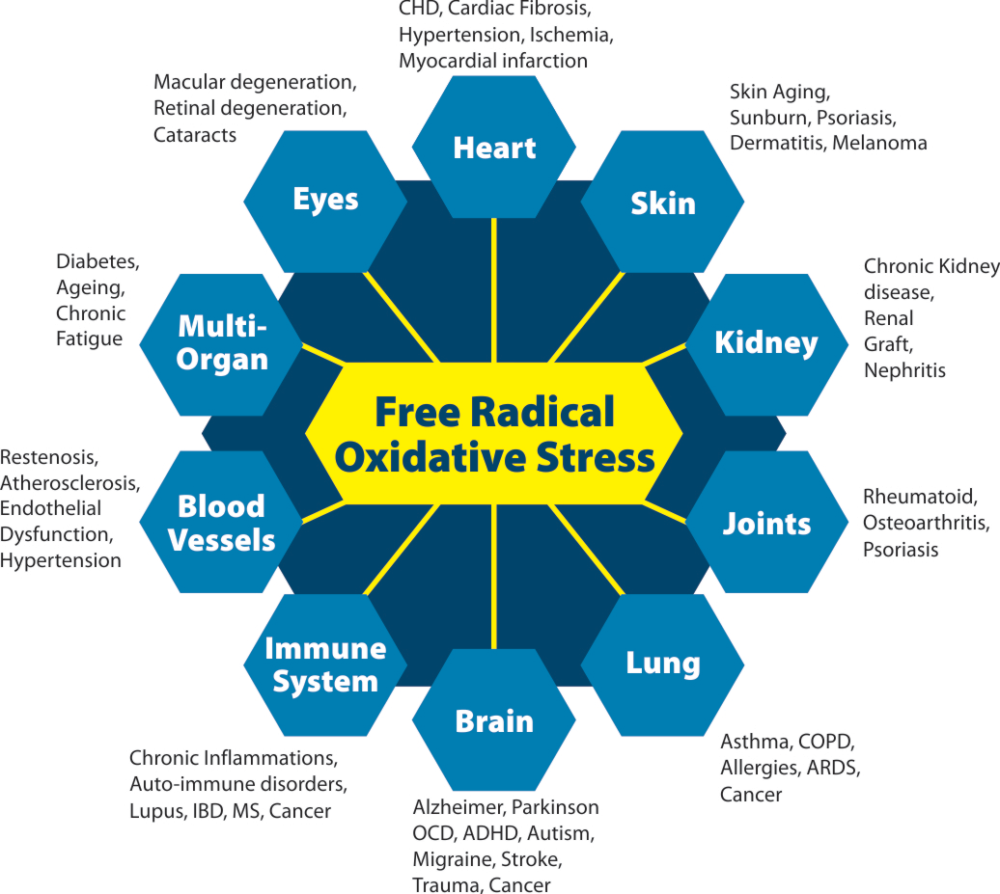 CHD, Cardiac Fibrosis,
Hypertension, Ischemia,
Myocardial infarction
Heart
Skin Aging,
Sunburn, Psoriasis,
Dermatitis, Melanoma
Skin
Chronic Kidney
disease,
Renal
Graft,
Nephritis
Kidney
Rheumatoid,
Osteoarthritis,
Psoriasis
Joints
Asthma, COPD,
Allergies, ARDS,
Cancer
Lung
Brain
Alzheimer, Parkinson
OCD, ADHD, Autism,
Migraine, Stroke,
Trauma, Cancer
Immune
System
Chronic Inflammations,
Auto-immune disorders,
Lupus, IBD, MS, Cancer
Blood
Vessels
Restenosis,
Atherosclerosis,
Endothelial
Dysfunction,
Hypertension
Multi-
Organ
Diabetes,
Ageing,
Chronic
Fatigue
Eyes
Macular degeneration,
Retinal degeneration,
Cataracts
Free Radical
Oxidative Stress